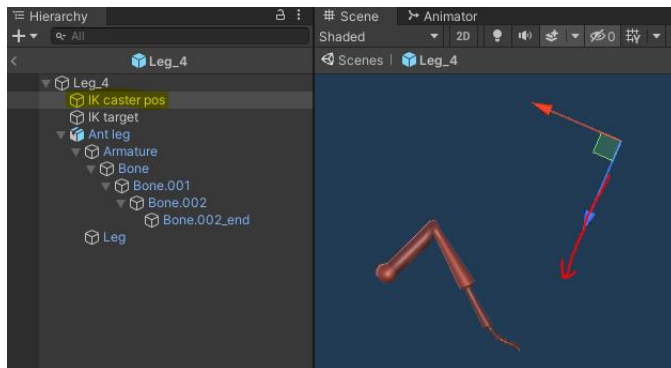 Hierarchy
All
Leg_4
Leg_4
IK caster pos
IK target
Ant leg
Armature
Bone
Bone.001
Bone.002
Bone.002_end
Leg
Scene
Animator
Shaded
2D
0
Scenes
Leg_4